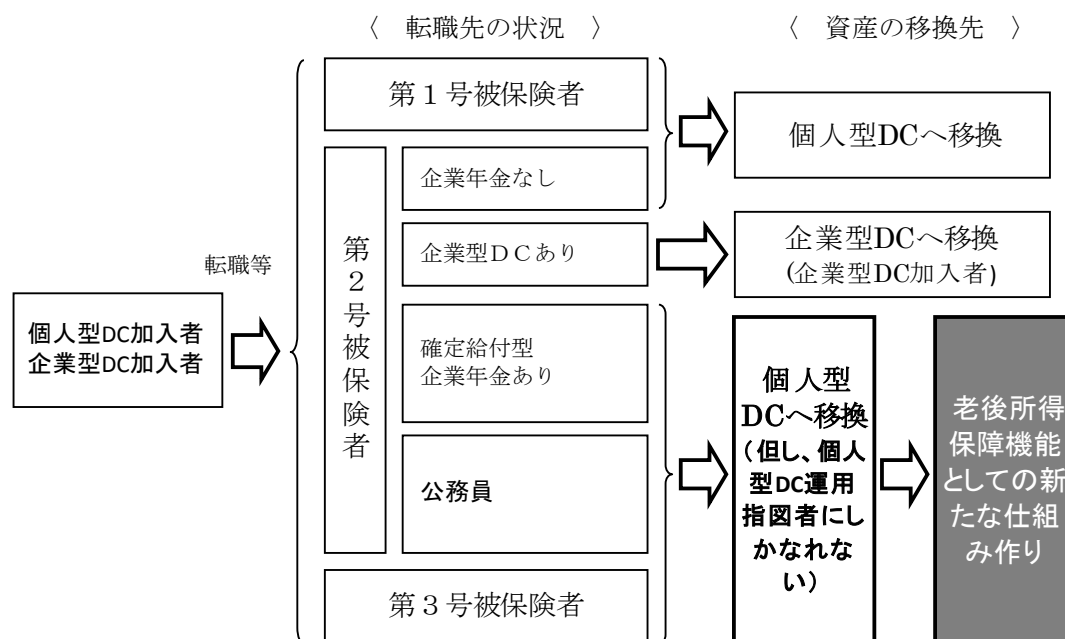 〈 転職先の状況 〉
〈 資産の移換先 〉
転職等
個人型DC加入者
企業型DC加入者
第１号被保険者
第２号被保険者
企業年金なし
企業型ＤＣあり
確定給付型
企業年金あり
公務員
第３号被保険者
個人型DCへ移換
企業型DCへ移換
(企業型DC加入者)
個人型
DCへ移換
（但し、個人
型DC運用
指図者にし
かなれな
い）
老後所得
保障機能
としての新
たな仕組
み作り